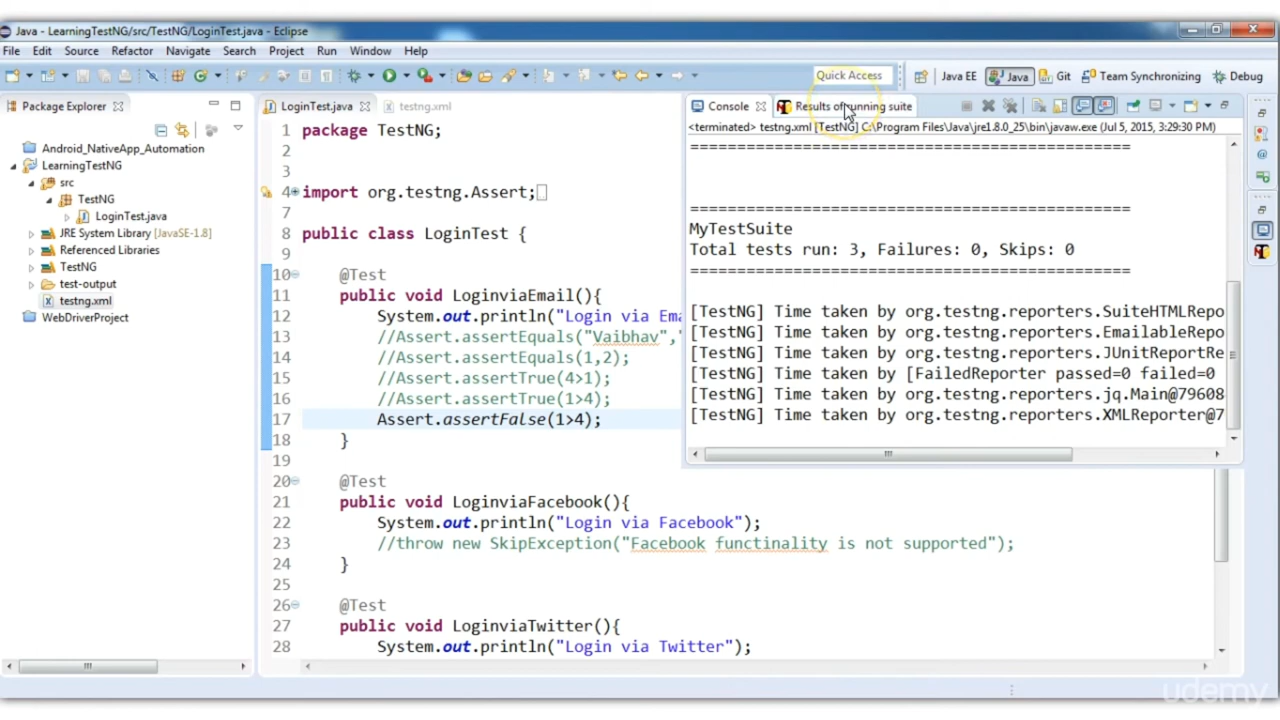 Java - LearningTestNG/src/TestNG/LoginTest.java - Eclipse
File Edit Source Refactor Navigate Search Project Run Window Help
Quick Access Java EE Java Git Team Synchronizing Debug
Package Explorer
Android_NativeApp_Automation
LearningTestNG
src
TestNG
LoginTest.java
JRE System Library [JavaSE-1.8]
Referenced Libraries
TestNG
test-output
testng.xml
WebDriverProject
LoginTest.java testng.xml
1 package TestNG;
2
3
4 import org.testng.Assert;
7
8 public class LoginTest {
9
10 @Test
11 public void LoginviaEmail(){
12 System.out.println("Login via Ema
13 //Assert.assertEquals("Vaibhav","
14 //Assert.assertEquals(1,2);
15 //Assert.assertTrue(4>1);
16 //Assert.assertTrue(1>4);
17 Assert.assertFalse(1>4);
18 }
19
20 @Test
21 public void LoginviaFacebook(){
22 System.out.println("Login via Facebook");
23 //throw new SkipException("Facebook functinality is not supported");
24 }
25
26 @Test
27 public void LoginviaTwitter(){
28 System.out.println("Login via Twitter");
Console Results of running suite
<terminated> testng.xml [TestNG] C:\Program Files\Java\jre1.8.0_25\bin\javaw.exe (Jul 5, 2015, 3:29:30 PM)
===============================================
===============================================
MyTestSuite
Total tests run: 3, Failures: 0, Skips: 0
===============================================
[TestNG] Time taken by org.testng.reporters.SuiteHTMLRepo
[TestNG] Time taken by org.testng.reporters.EmailableRepo
[TestNG] Time taken by org.testng.reporters.JUnitReportRe
[TestNG] Time taken by [FailedReporter passed=0 failed=0
[TestNG] Time taken by org.testng.reporters.jq.Main@79608
[TestNG] Time taken by org.testng.reporters.XMLReporter@7
udemy